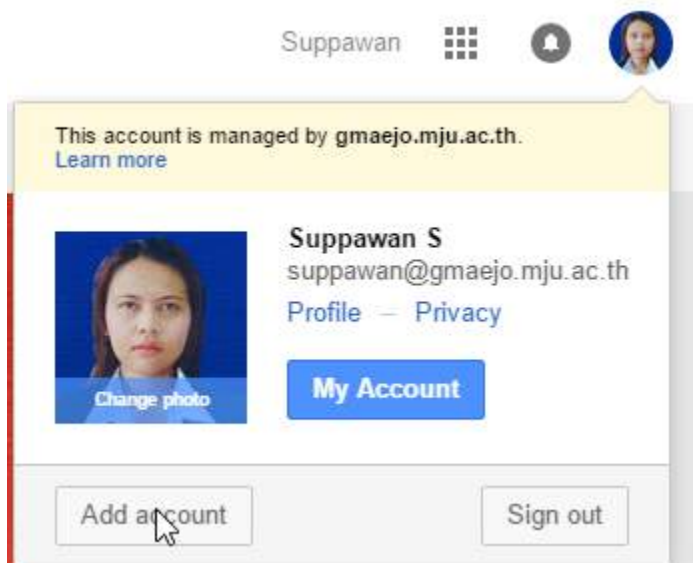 Suppawan
This account is managed by gmaejo.mju.ac.th.
Learn more
Suppawan S
suppawan@gmaejo.mju.ac.th
Profile – Privacy
Change photo
My Account
Add account
Sign out